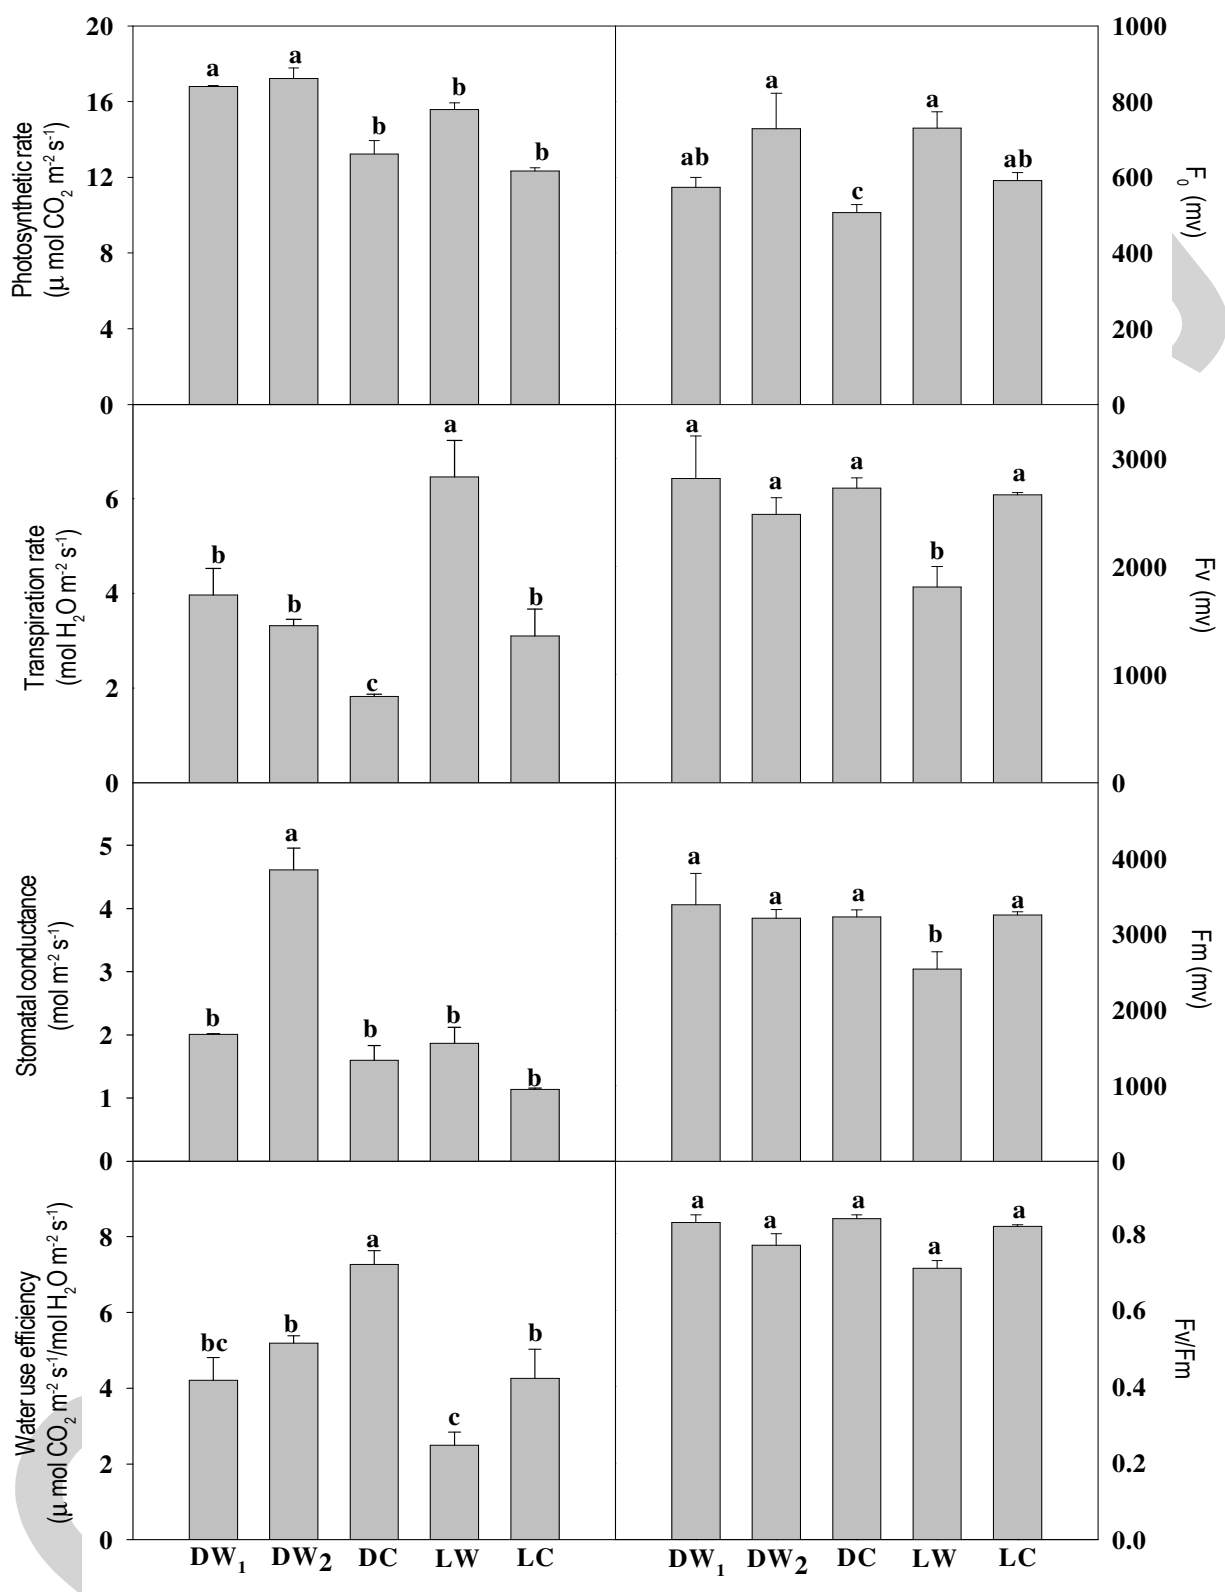 20
16
12
8
4
0
Photosynthetic rate
(μ mol CO2 m-2 s-1)
a
a
b
b
b
ab
a
c
a
ab
1000
800
600
400
200
0
F0 (mv)
6
4
2
0
Transpiration rate
(mol H2O m-2 s-1)
b
b
c
a
b
a
a
a
b
a
3000
2000
1000
0
Fv (mv)
5
4
3
2
1
0
Stomatal conductance
(mol m-2 s-1)
b
a
b
b
b
a
a
a
b
a
4000
3000
2000
1000
0
Fm (mv)
8
6
4
2
0
Water use efficiency
(μ mol CO2 m-2 s-1/mol H2O m-2 s-1)
bc
b
a
c
b
a
a
a
a
a
0.8
0.6
0.4
0.2
0.0
Fv/Fm
DW1 DW2 DC LW LC
DW1 DW2 DC LW LC